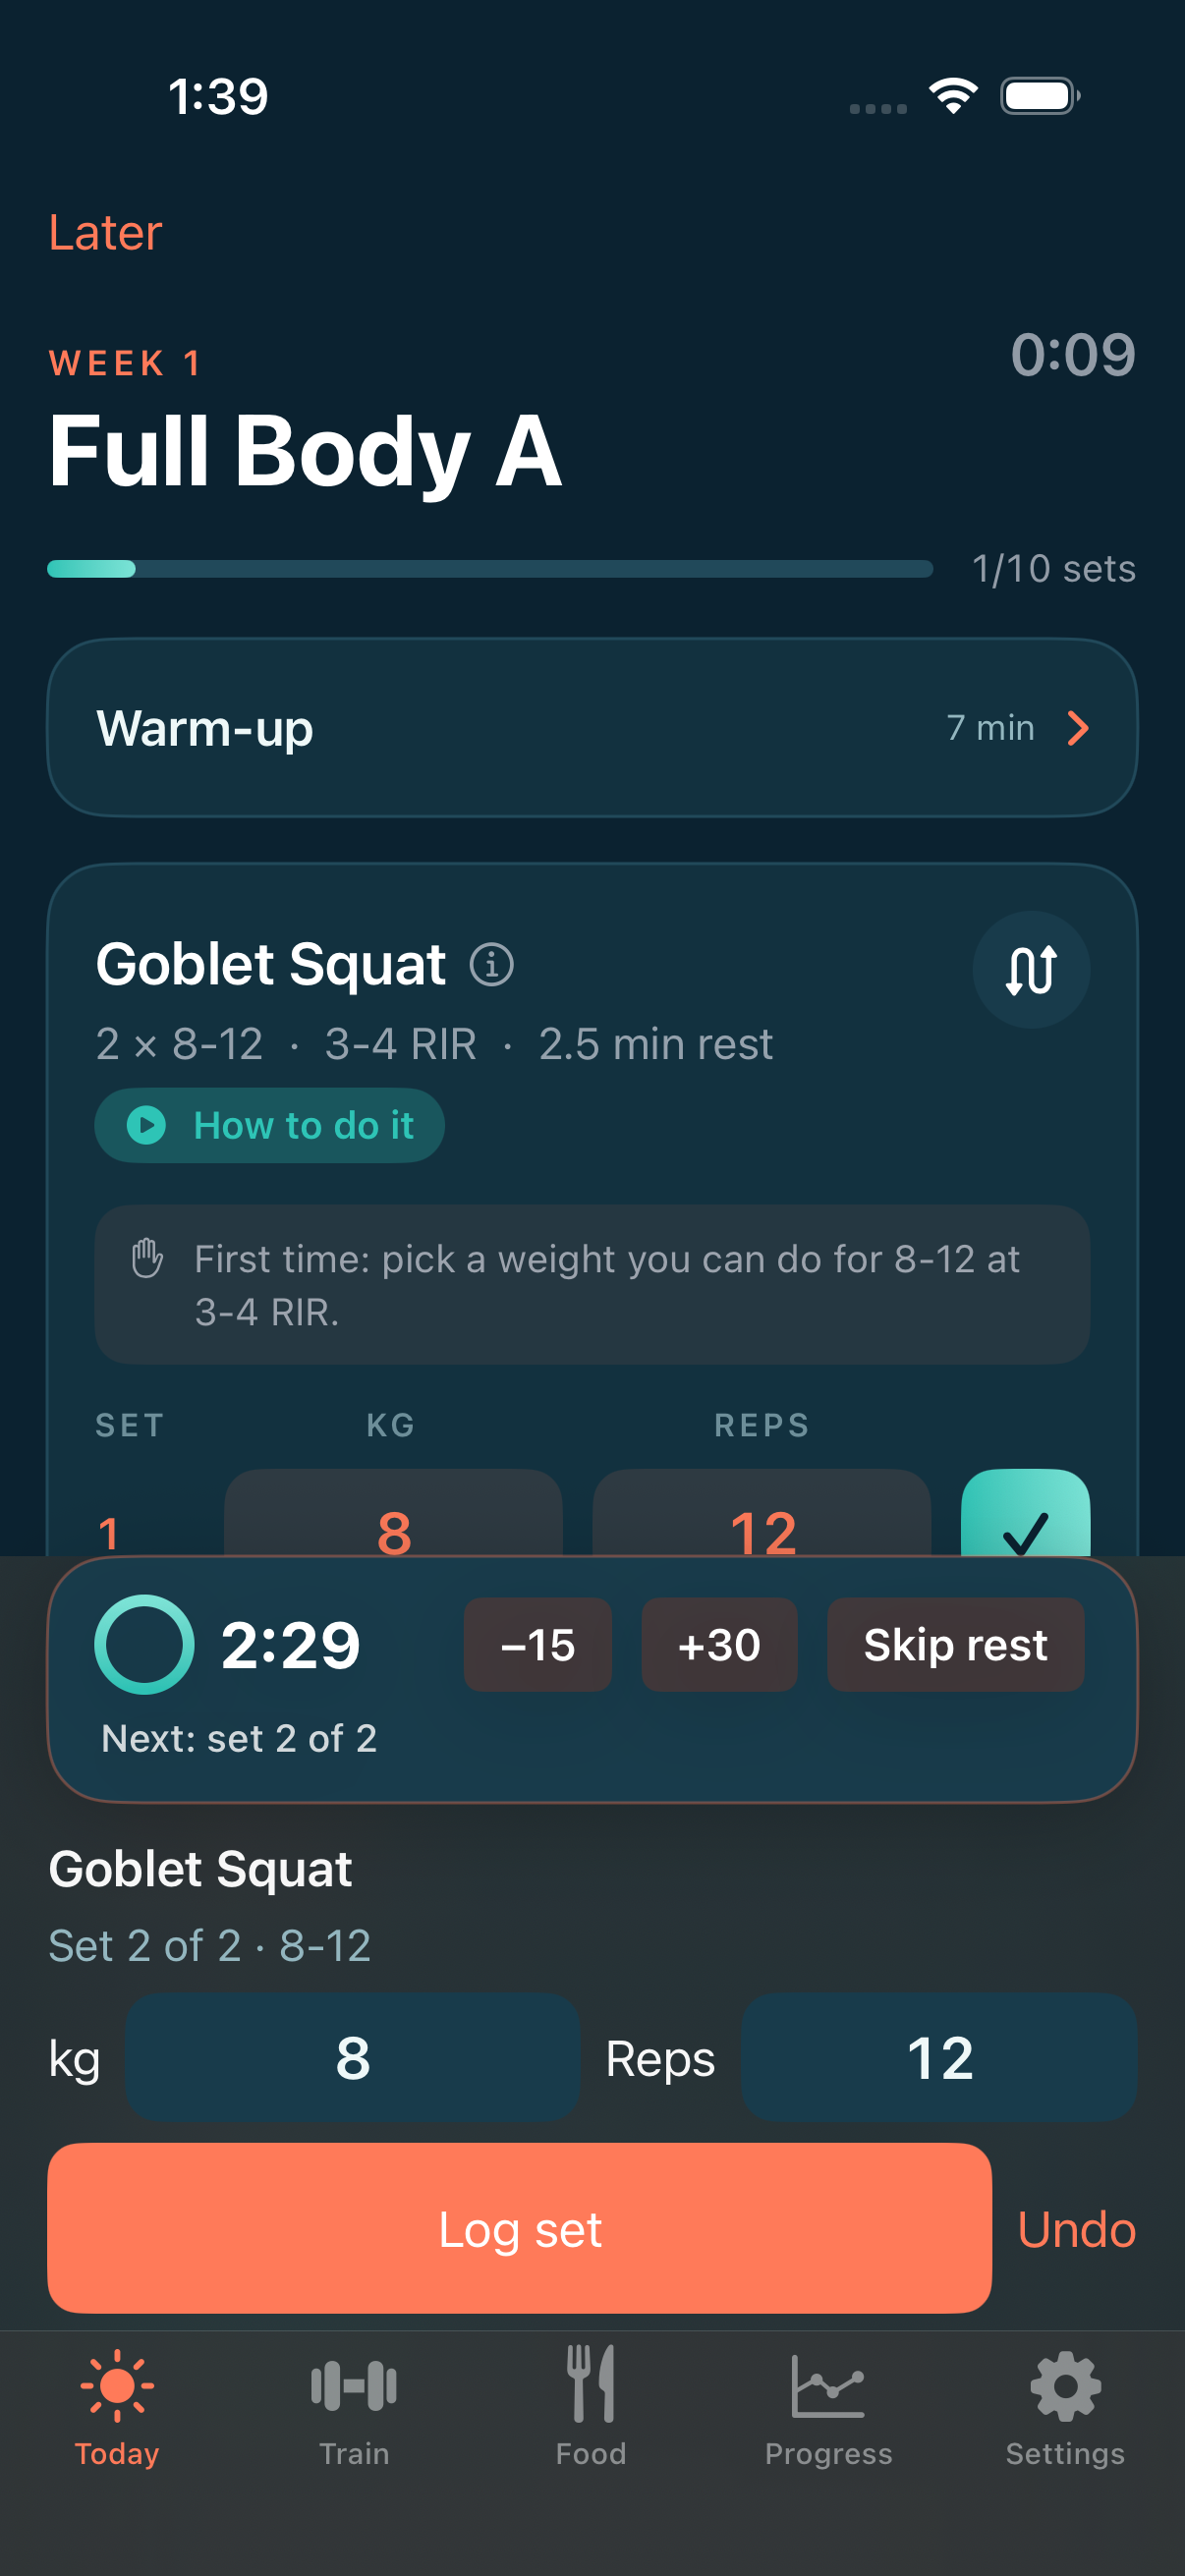 1:39
Later
WEEK 1
0:09
Full Body A
1/10 sets
Warm-up
7 min
Goblet Squat
2 × 8-12 · 3-4 RIR · 2.5 min rest
How to do it
First time: pick a weight you can do for 8-12 at
3-4 RIR.
SET KG REPS
1 8 12
2:29 –15 +30 Skip rest
Next: set 2 of 2
Goblet Squat
Set 2 of 2 · 8-12
kg 8 Reps 12
Log set Undo
Today Train Food Progress Settings